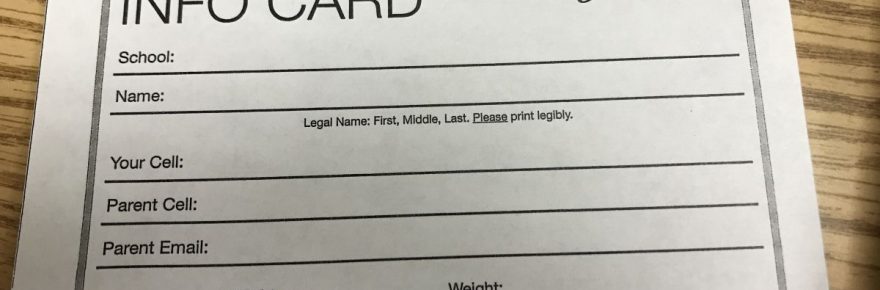 INFO CARD
School:
Name:
Legal Name: First, Middle, Last. Please print legibly.
Your Cell:
Parent Cell:
Parent Email:
Weight: